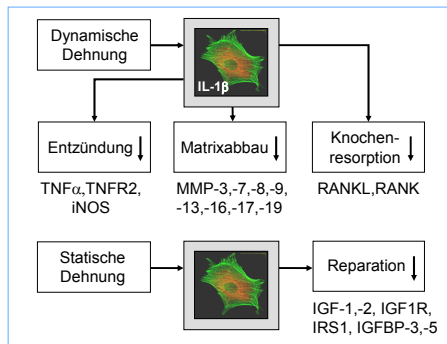 Dynamische
Dehnung
IL-1β
Entzündung
Matrixabbau
Knochen-
resorption
TNFα,TNFR2,
iNOS
MMP-3,-7,-8,-9,
-13,-16,-17,-19
RANKL,RANK
Statische
Dehnung
Reparation
IGF-1,-2, IGF1R,
IRS1, IGFBP-3,-5